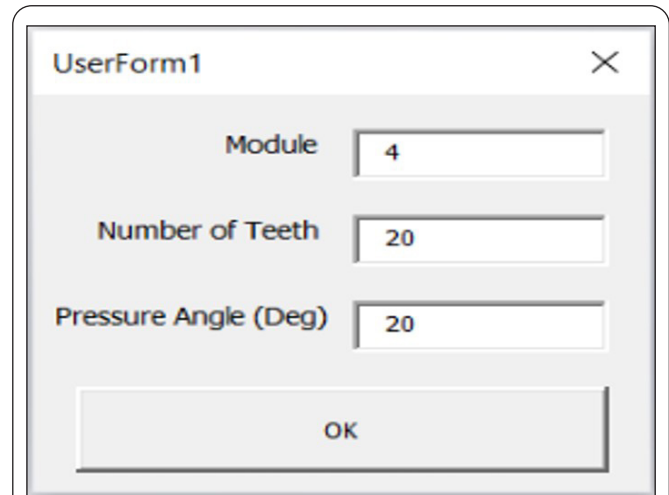 UserForm1
Module 4
Number of Teeth 20
Pressure Angle (Deg) 20
OK